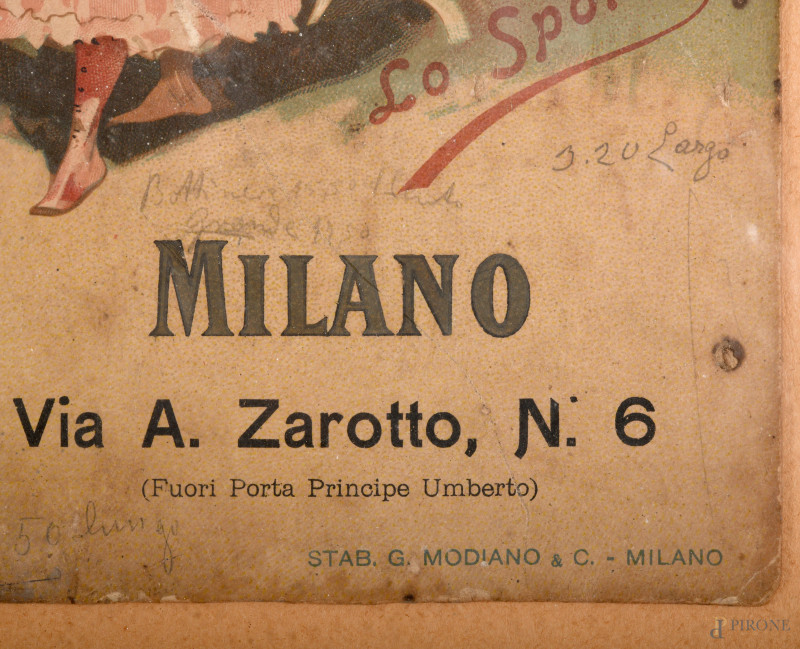 Lo Spo
3.20 Largo
grande
MILANO
Via A. Zarotto, N. 6
(Fuori Porta Principe Umberto)
50 lungo
STAB. G. MODIANO & C. - MILANO
PIRONE